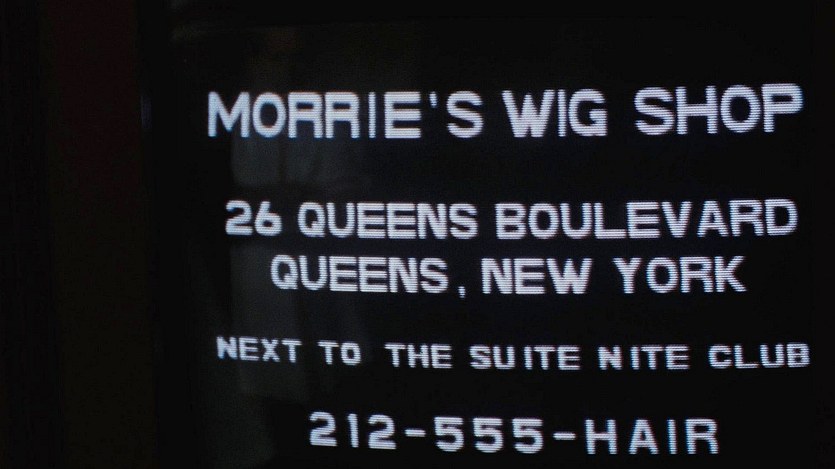 MORRIE'S WIG SHOP
26 QUEENS BOULEVARD
QUEENS, NEW YORK
NEXT TO THE SUITE NITE CLUB
212-555-HAIR